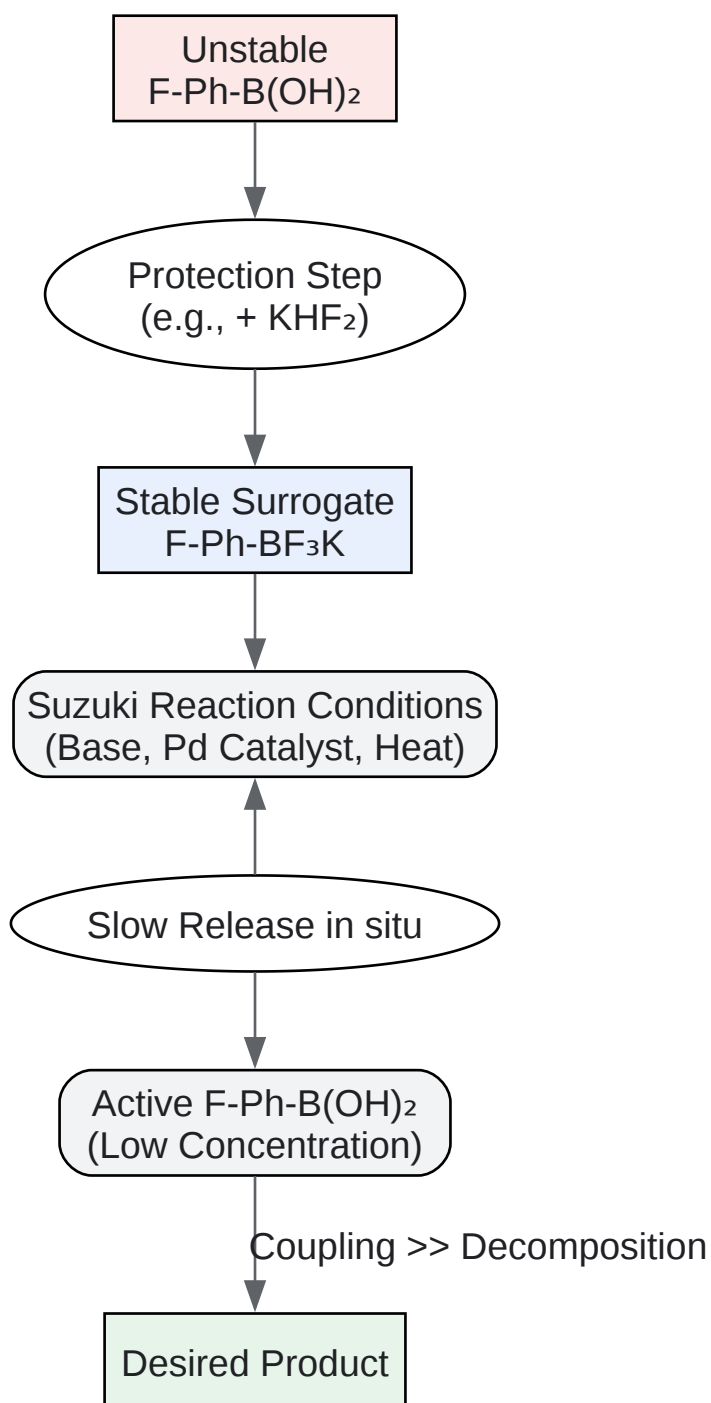 Unstable
F-Ph-B(OH)₂
Protection Step
(e.g., + KHF₂)
Stable Surrogate
F-Ph-BF₃K
Suzuki Reaction Conditions
(Base, Pd Catalyst, Heat)
Slow Release in situ
Active F-Ph-B(OH)₂
(Low Concentration)
Coupling >> Decomposition
Desired Product